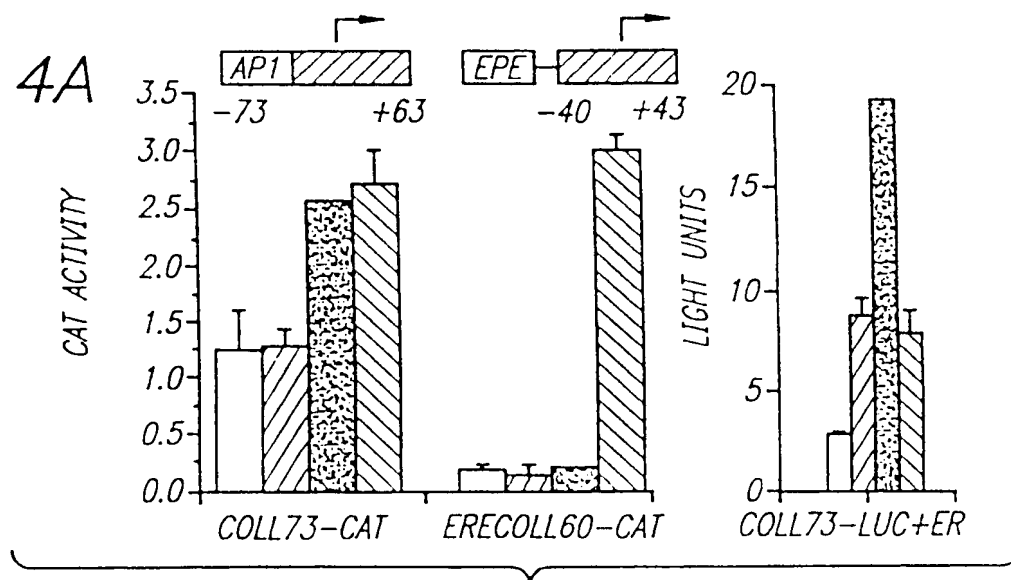 4A
AP1
-73
+63
EPE
-40
+43
CAT ACTIVITY
3.5
3.0
2.5
2.0
1.5
1.0
0.5
0.0
COLL73-CAT
ERECOLL60-CAT
LIGHT UNITS
20
15
10
5
0
COLL73-LUC+ER